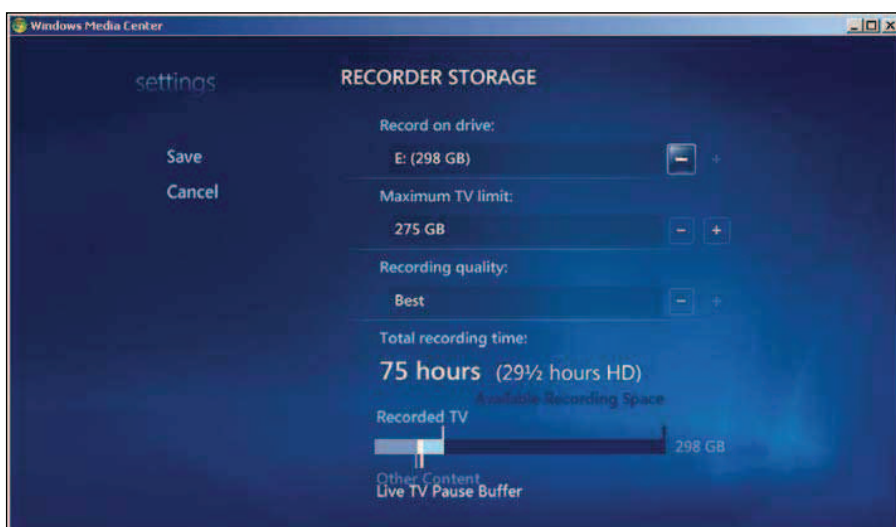 Windows Media Center
settings
RECORDER STORAGE
Record on drive:
Save
E: (298 GB)
Cancel
Maximum TV limit:
275 GB
Recording quality:
Best
Total recording time:
75 hours (29½ hours HD)
Available Recording Space
Recorded TV
298 GB
Other Content
Live TV Pause Buffer